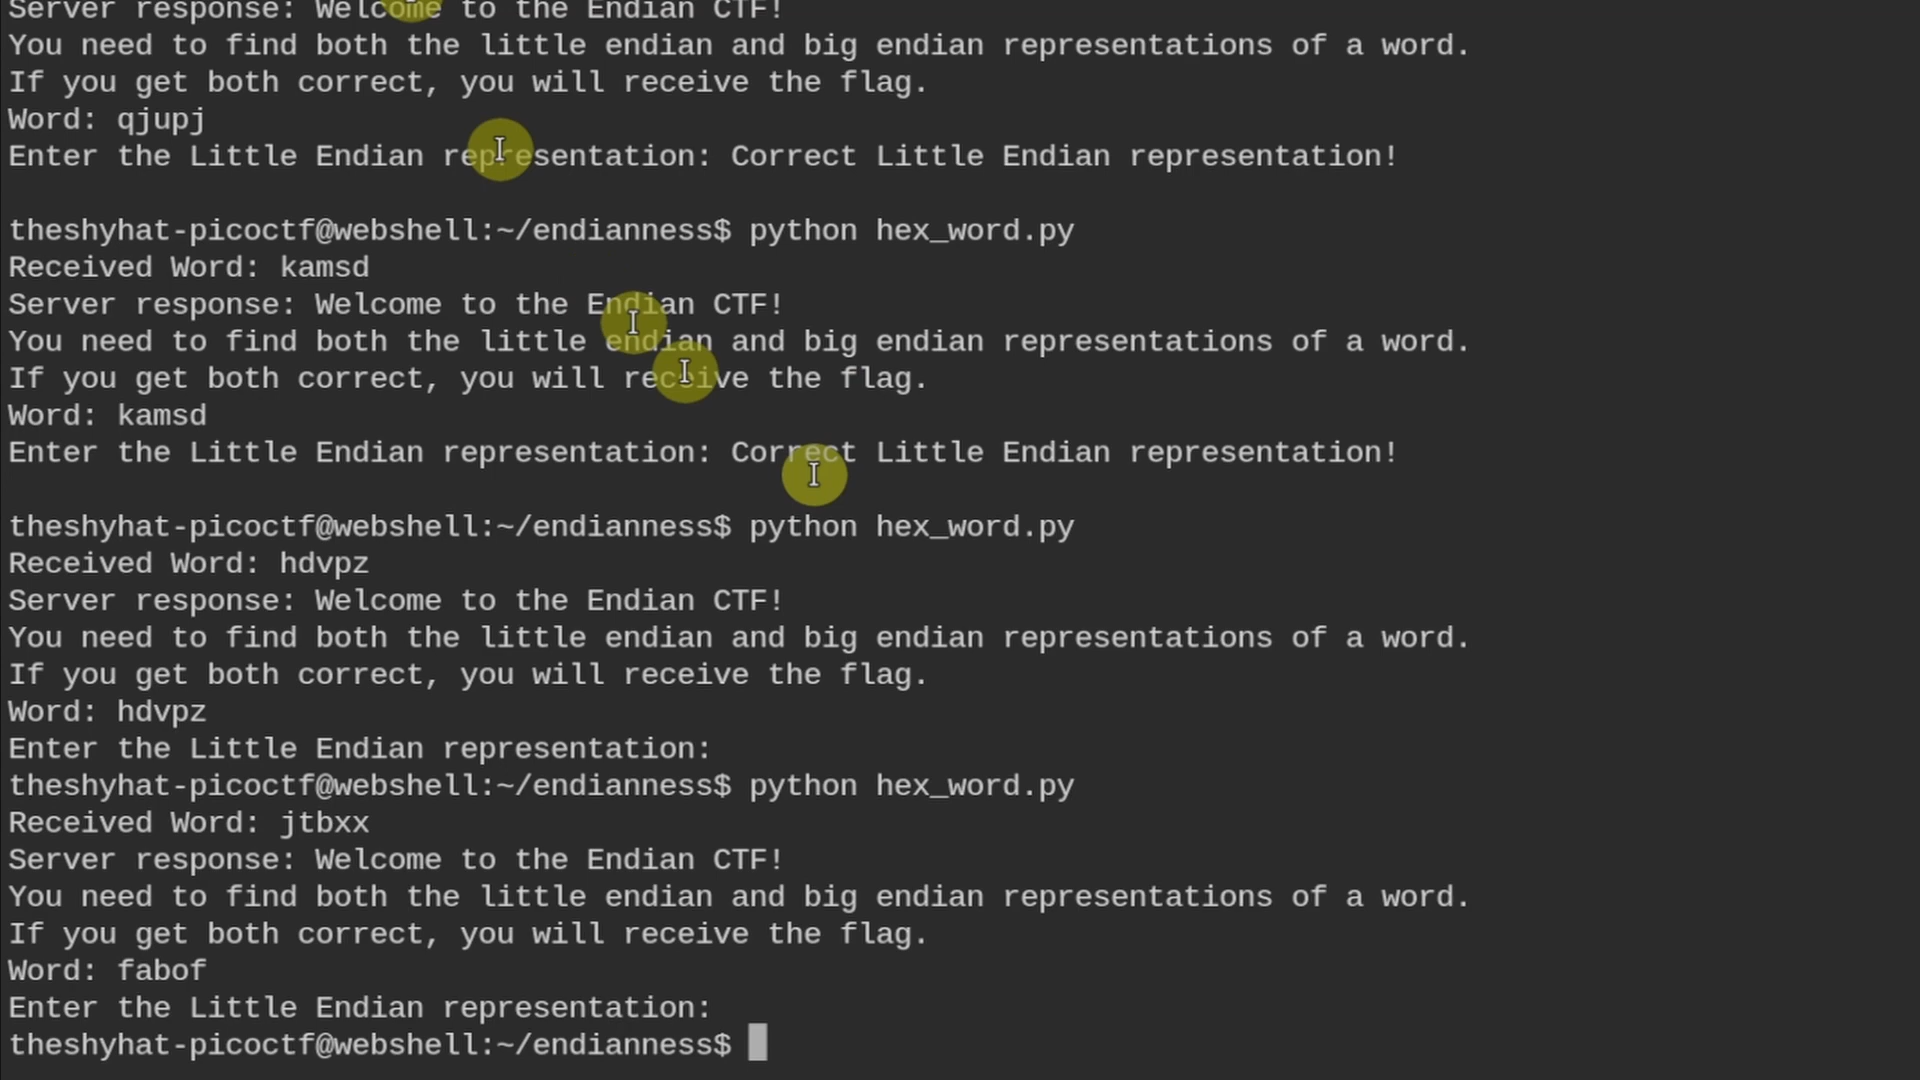 Server response: Welcome to the Endian CTF!
You need to find both the little endian and big endian representations of a word.
If you get both correct, you will receive the flag.
Word: qjupj
Enter the Little Endian representation: Correct Little Endian representation!
theshyhat-picoctf@webshell:~/endianness$ python hex_word.py
Received Word: kamsd
Server response: Welcome to the Endian CTF!
You need to find both the little endian and big endian representations of a word.
If you get both correct, you will receive the flag.
Word: kamsd
Enter the Little Endian representation: Correct Little Endian representation!
theshyhat-picoctf@webshell:~/endianness$ python hex_word.py
Received Word: hdvpz
Server response: Welcome to the Endian CTF!
You need to find both the little endian and big endian representations of a word.
If you get both correct, you will receive the flag.
Word: hdvpz
Enter the Little Endian representation:
theshyhat-picoctf@webshell:~/endianness$ python hex_word.py
Received Word: jtbxx
Server response: Welcome to the Endian CTF!
You need to find both the little endian and big endian representations of a word.
If you get both correct, you will receive the flag.
Word: fabof
Enter the Little Endian representation:
theshyhat-picoctf@webshell:~/endianness$